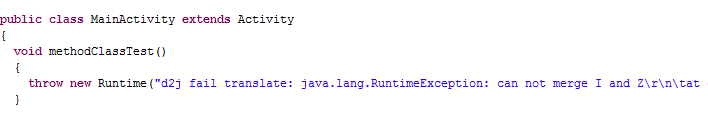 public class MainActivity extends Activity
{
void methodClassTest()
{
throw new Runtime("d2j fail translate: java.lang.RuntimeException: can not merge I and Z\r\n\tat
}